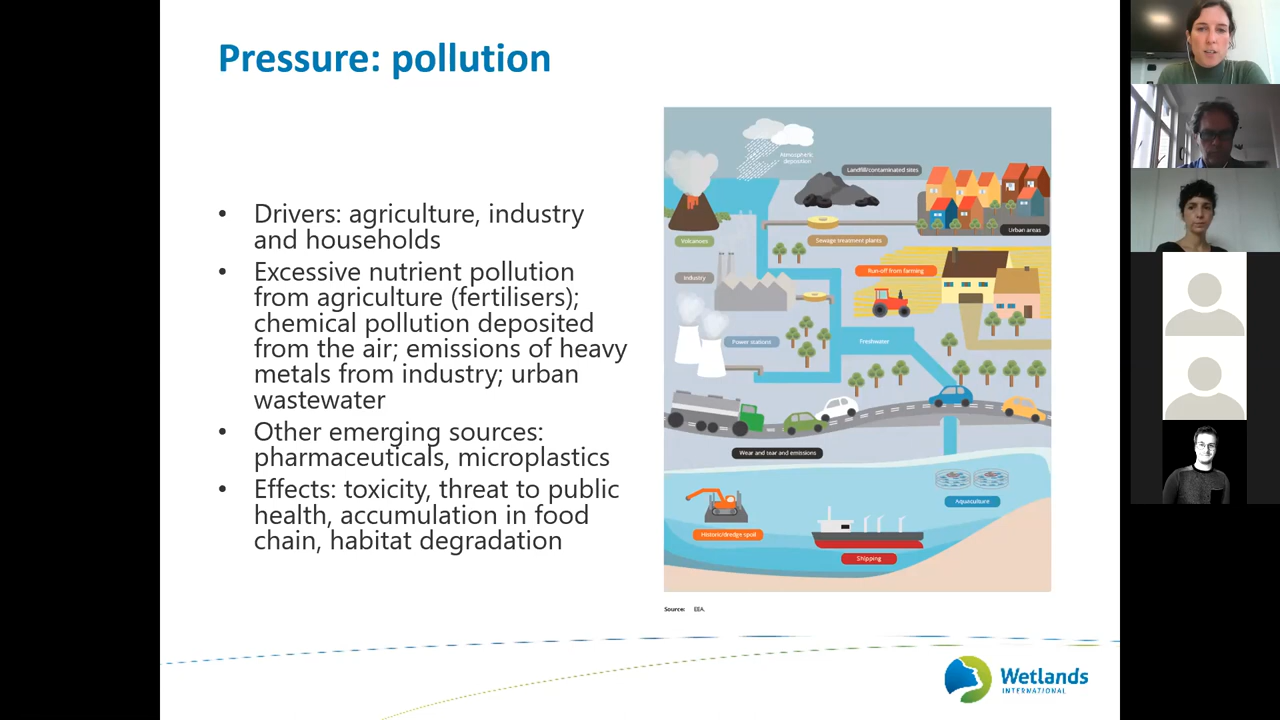 Pressure: pollution
• Drivers: agriculture, industry
and households
• Excessive nutrient pollution
from agriculture (fertilisers);
chemical pollution deposited
from the air; emissions of heavy
metals from industry; urban
wastewater
• Other emerging sources:
pharmaceuticals, microplastics
• Effects: toxicity, threat to public
health, accumulation in food
chain, habitat degradation
Atmospheric
deposition
Landfill/contaminated sites
Volcanoes
Sewage treatment plants
Urban areas
Industry
Run-off from farming
Power stations
Freshwater
Wear and tear and emissions
Aquaculture
Historic/dredge spoil
Shipping
Source: EEA.
Wetlands
INTERNATIONAL